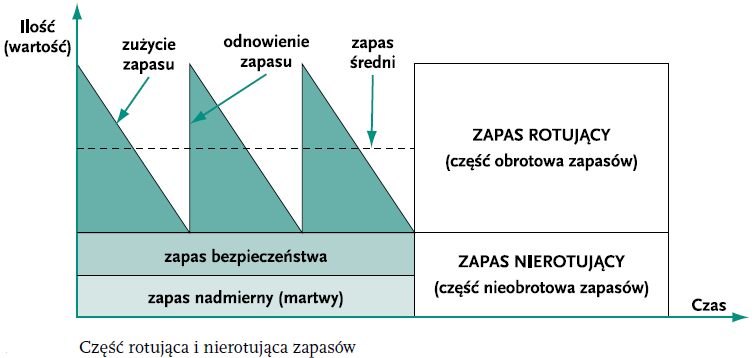 Ilość
(wartość)
zużycie
zapasu
odnowienie
zapasu
zapas
średni
ZAPAS ROTUJĄCY
(część obrotowa zapasów)
zapas bezpieczeństwa
zapas nadmierny (martwy)
ZAPAS NIEROTUJĄCY
(część nieobrotowa zapasów)
Czas
Część rotująca i nierotująca zapasów